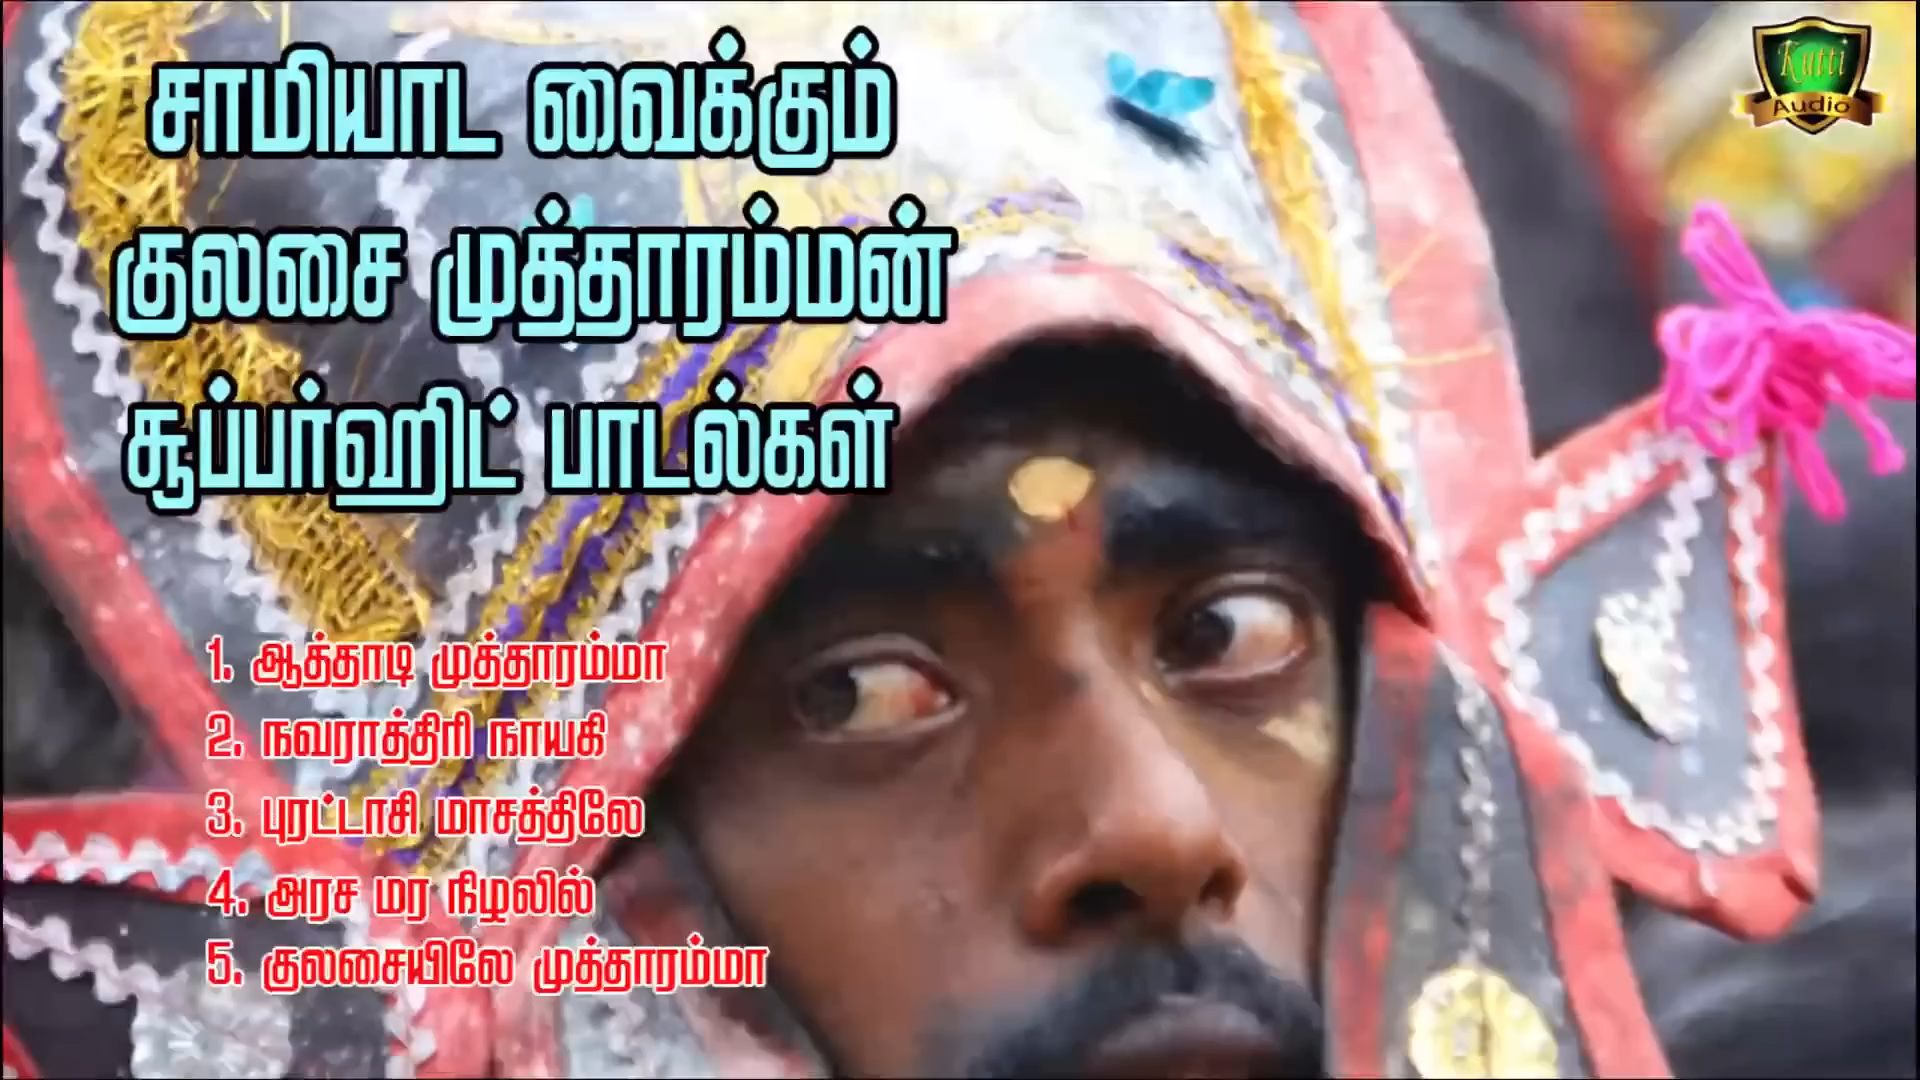 சாமியாட வைக்கும்
குலசை முத்தாரம்மன்
சூப்பர்ஹிட் பாடல்கள்
Kutti
Audio
1. ஆத்தாடி முத்தாரம்மா
2. நவராத்திரி நாயகி
3. புரட்டாசி மாசத்திலே
4. அரச மர நிழலில்
5. குலசையிலே முத்தாரம்மா